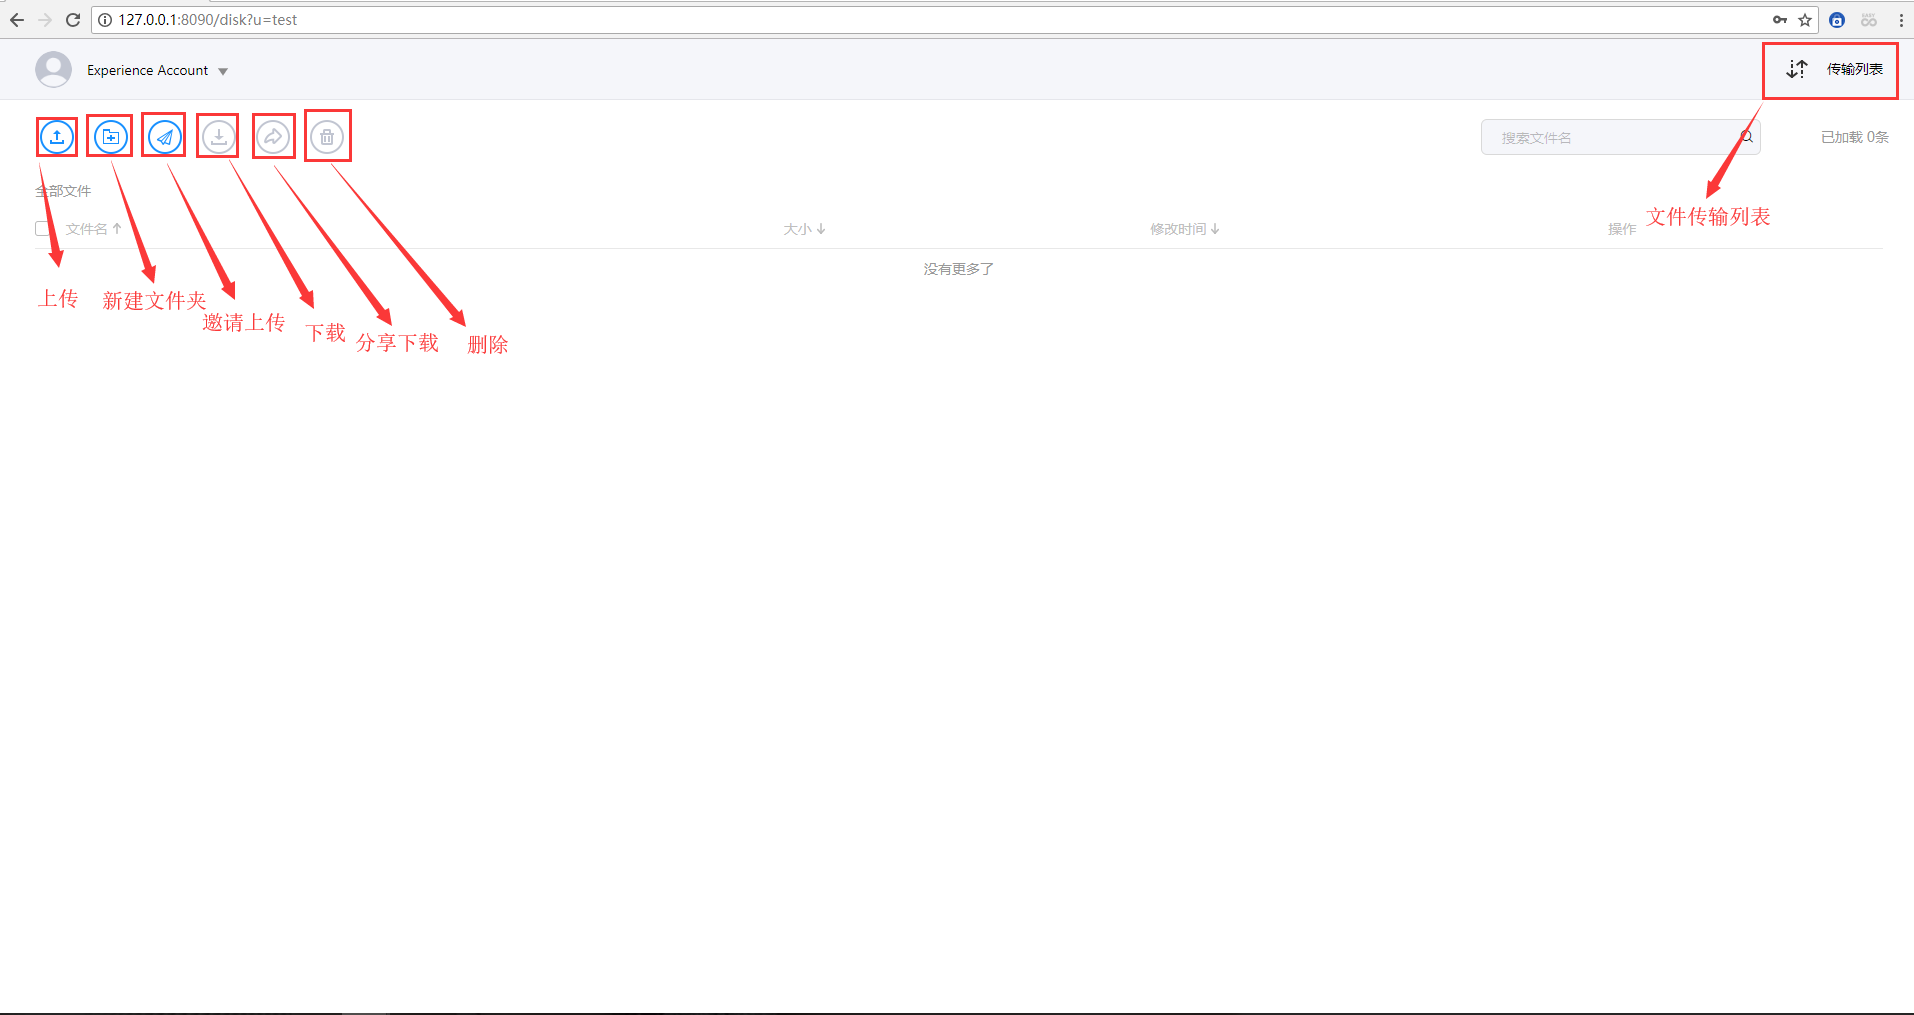 127.0.0.1:8090/disk?u=test
Experience Account
传输列表
搜索文件名
已加载 0条
全部文件
文件名
大小
修改时间
操作
文件传输列表
没有更多了
上传
新建文件夹
邀请上传
下载
分享下载
删除